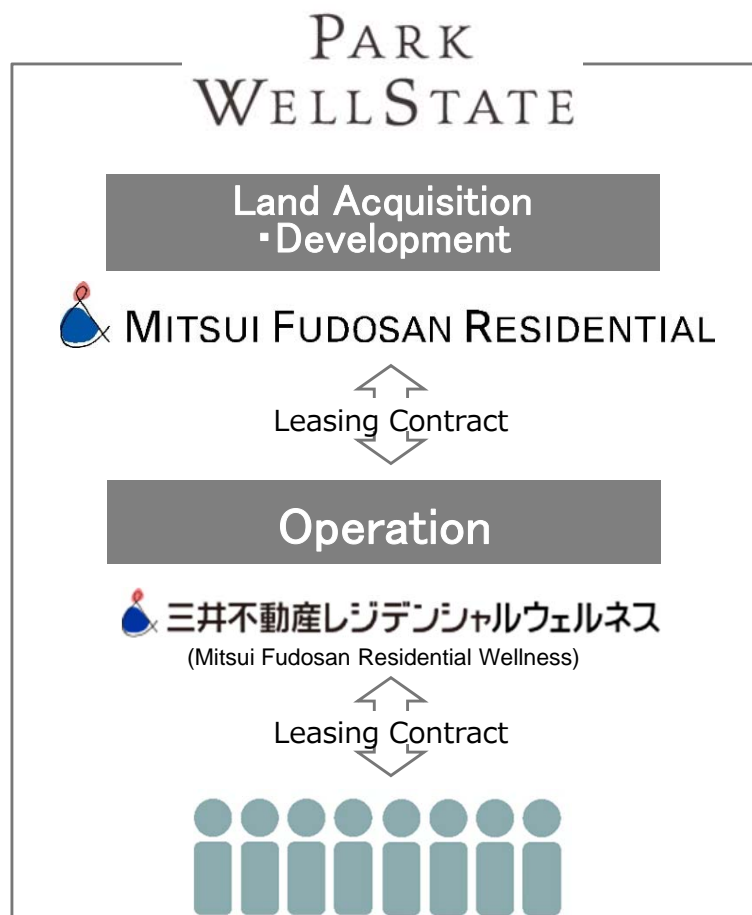 PARK
WELLSTATE
Land Acquisition
・Development
MITSUI FUDOSAN RESIDENTIAL
Leasing Contract
Operation
三井不動産レジデンシャルウェルネス
(Mitsui Fudosan Residential Wellness)
Leasing Contract